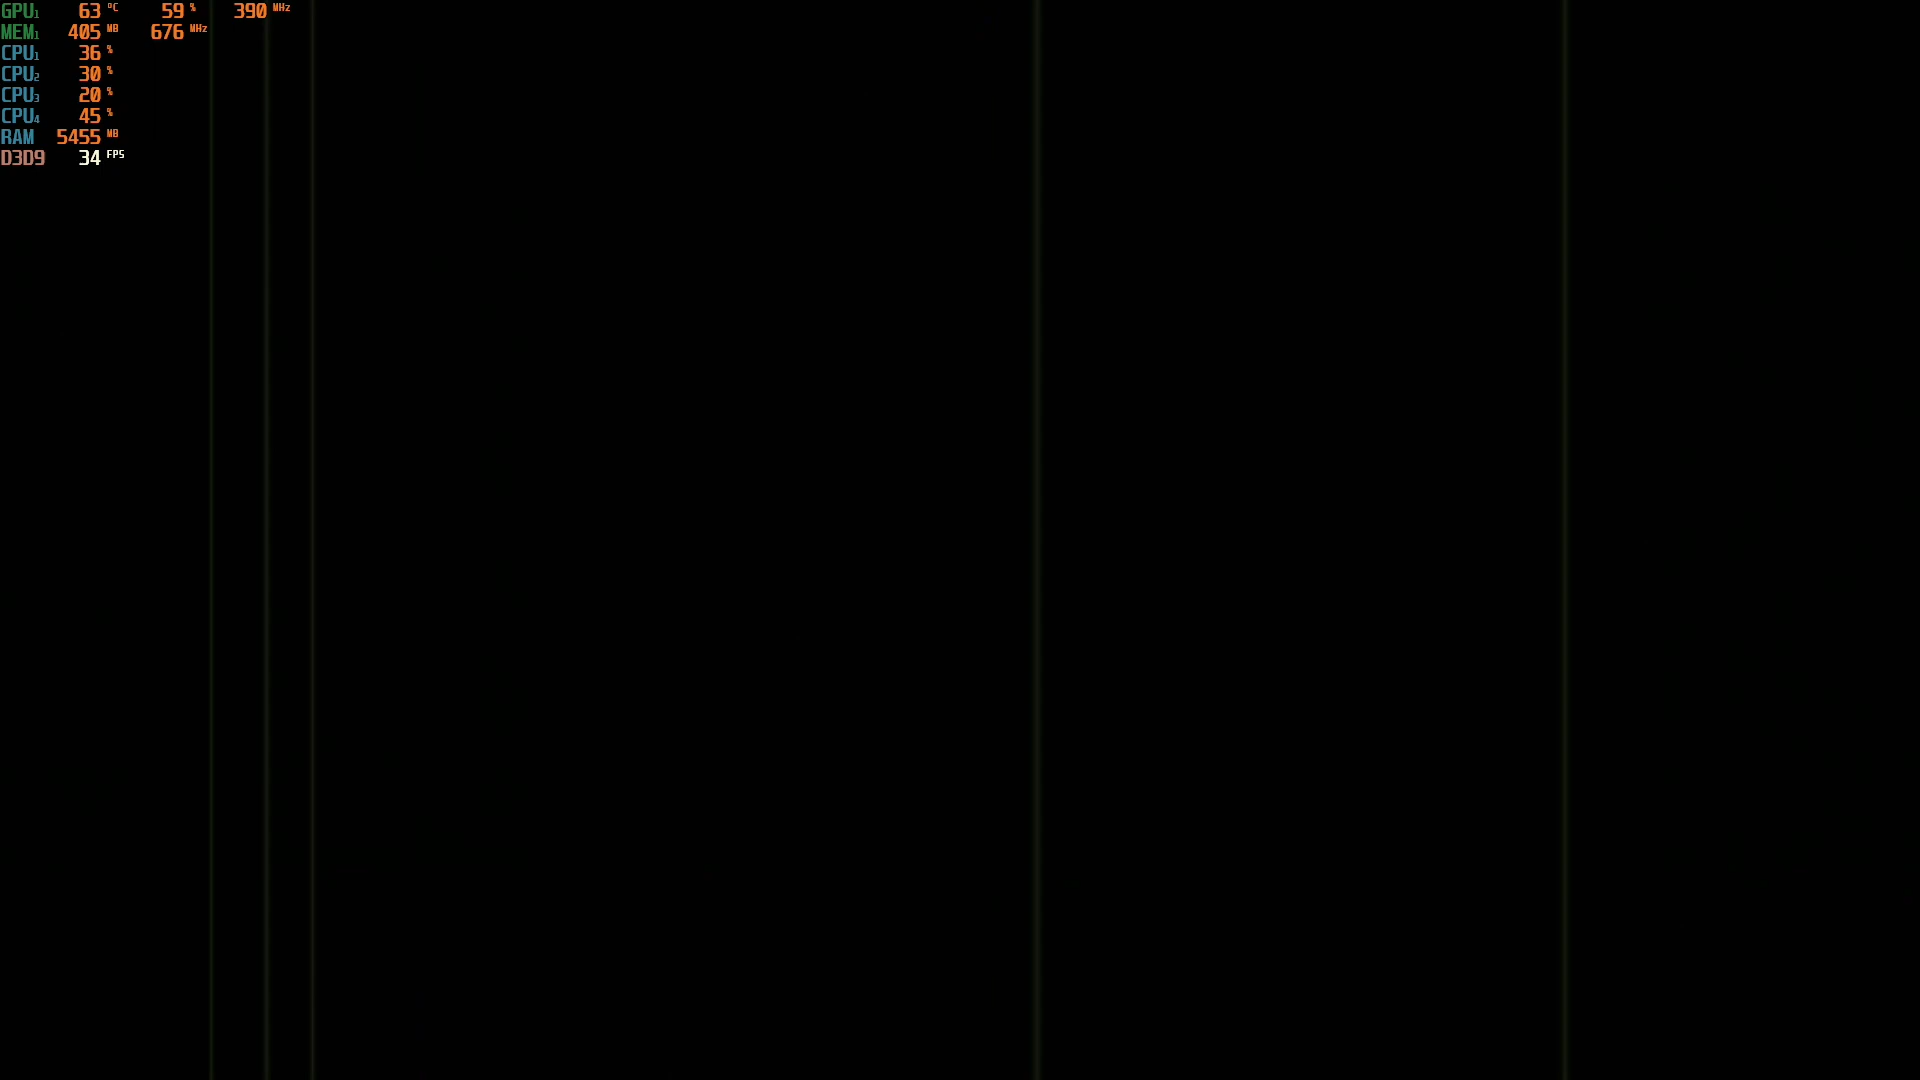 GPU1 63 °C 59 % 390 MHz
MEM1 405 MB 676 MHz
CPU1 36 %
CPU2 30 %
CPU3 20 %
CPU4 45 %
RAM 5455 MB
D3D9 34 FPS